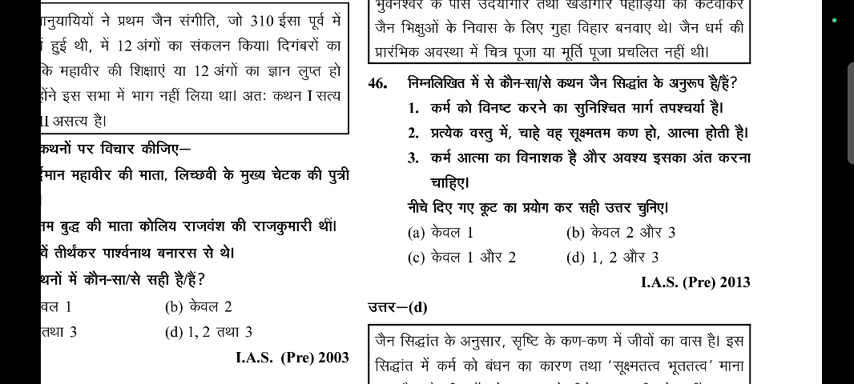 नुयायियों ने प्रथम जैन संगीति, जो 310 ईसा पूर्व में
हुई थी, में 12 अंगों का संकलन किया। दिगंबरों का
कि महावीर की शिक्षाएं या 12 अंगों का ज्ञान लुप्त हो
होंने इस सभा में भाग नहीं लिया था। अतः कथन I सत्य
II असत्य है।
कथनों पर विचार कीजिए–
र्मान महावीर की माता, लिच्छवी के मुख्य चेटक की पुत्री
तम बुद्ध की माता कोलिय राजवंश की राजकुमारी थीं।
वें तीर्थंकर पार्श्वनाथ बनारस से थे।
थनों में कौन-सा/से सही है/हैं?
वल 1 (b) केवल 2
तथा 3 (d) 1, 2 तथा 3
I.A.S. (Pre) 2003
भुवनेश्वर के पास उदयगिरि तथा खंडगिरि पहाड़ियों को कटवाकर
जैन भिक्षुओं के निवास के लिए गुहा विहार बनवाए थे। जैन धर्म की
प्रारंभिक अवस्था में चित्र पूजा या मूर्ति पूजा प्रचलित नहीं थी।
46. निम्नलिखित में से कौन-सा/से कथन जैन सिद्धांत के अनुरूप है/हैं?
1. कर्म को विनष्ट करने का सुनिश्चित मार्ग तपश्चर्या है।
2. प्रत्येक वस्तु में, चाहे वह सूक्ष्मतम कण हो, आत्मा होती है।
3. कर्म आत्मा का विनाशक है और अवश्य इसका अंत करना
चाहिए।
नीचे दिए गए कूट का प्रयोग कर सही उत्तर चुनिए।
(a) केवल 1 (b) केवल 2 और 3
(c) केवल 1 और 2 (d) 1, 2 और 3
I.A.S. (Pre) 2013
उत्तर–(d)
जैन सिद्धांत के अनुसार, सृष्टि के कण-कण में जीवों का वास है। इस
सिद्धांत में कर्म को बंधन का कारण तथा 'सूक्ष्मतत्व भूततत्व' माना